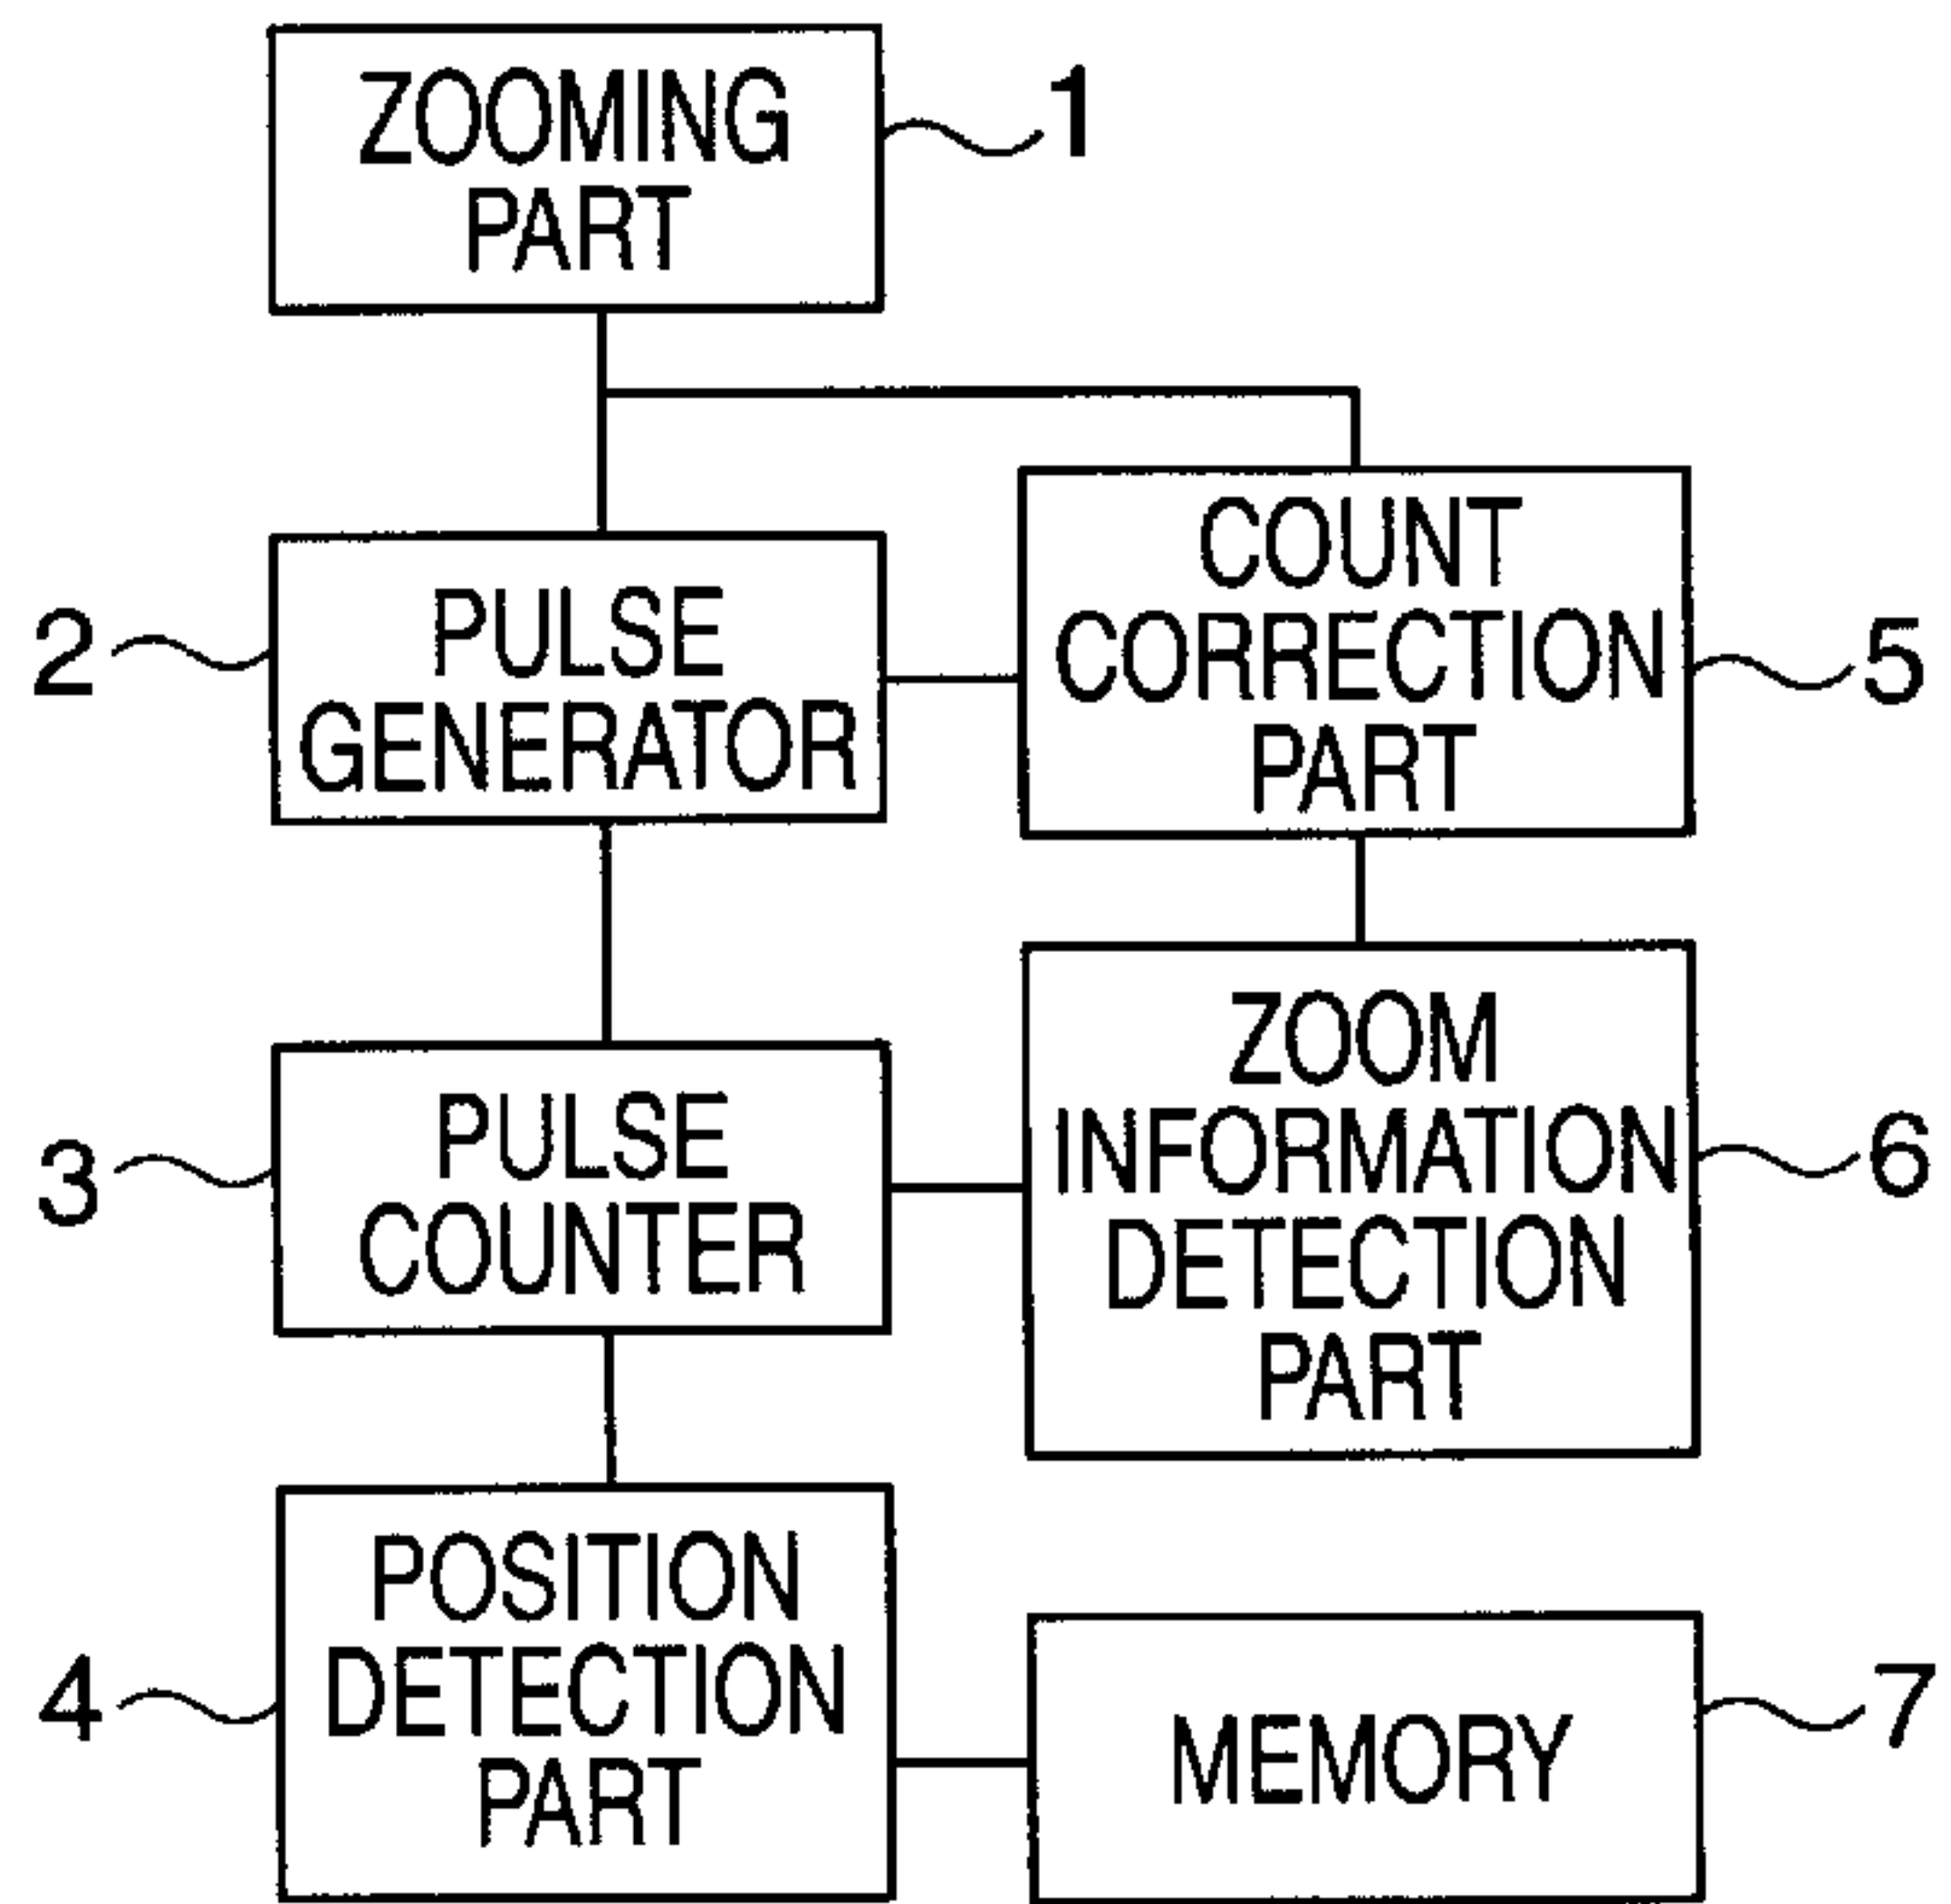 ZOOMING
PART
1
2
PULSE
GENERATOR
COUNT
CORRECTION
PART
5
3
PULSE
COUNTER
ZOOM
INFORMATION
DETECTION
PART
6
4
POSITION
DETECTION
PART
MEMORY
7